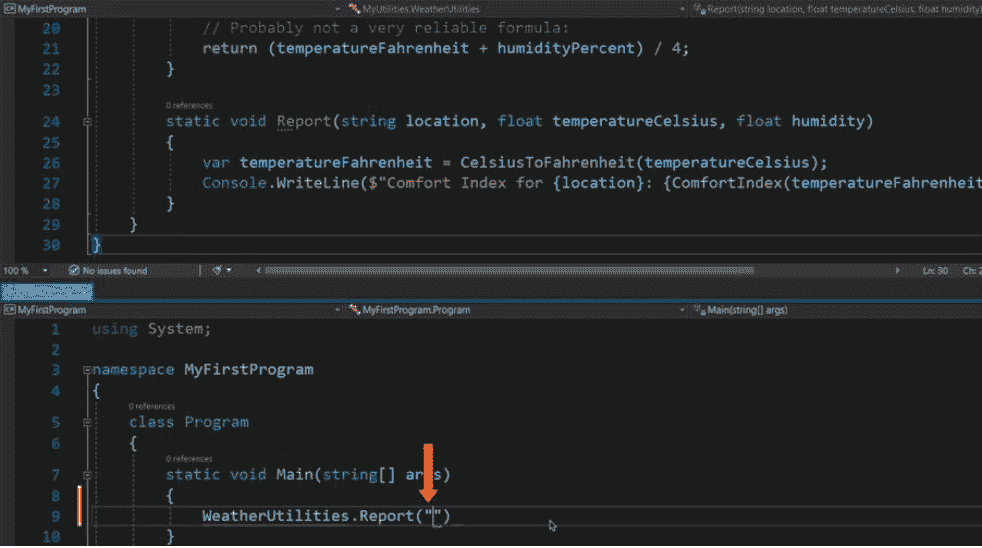 MyFirstProgram MyUtilities.WeatherUtilities Report(string location, float temperatureCelsius, float humidity)
20 // Probably not a very reliable formula:
21 return (temperatureFahrenheit + humidityPercent) / 4;
22 }
23
0 references
24 static void Report(string location, float temperatureCelsius, float humidity)
25 {
26 var temperatureFahrenheit = CelsiusToFahrenheit(temperatureCelsius);
27 Console.WriteLine($"Comfort Index for {location}: {ComfortIndex(temperatureFahrenheit
28 }
29 }
30 }
100 % No issues found Ln: 30 Ch:
MyFirstProgram MyFirstProgram.Program Main(string[] args)
1 using System;
2
3 namespace MyFirstProgram
4 {
0 references
5 class Program
6 {
0 references
7 static void Main(string[] args)
8 {
9 WeatherUtilities.Report("")
10 }